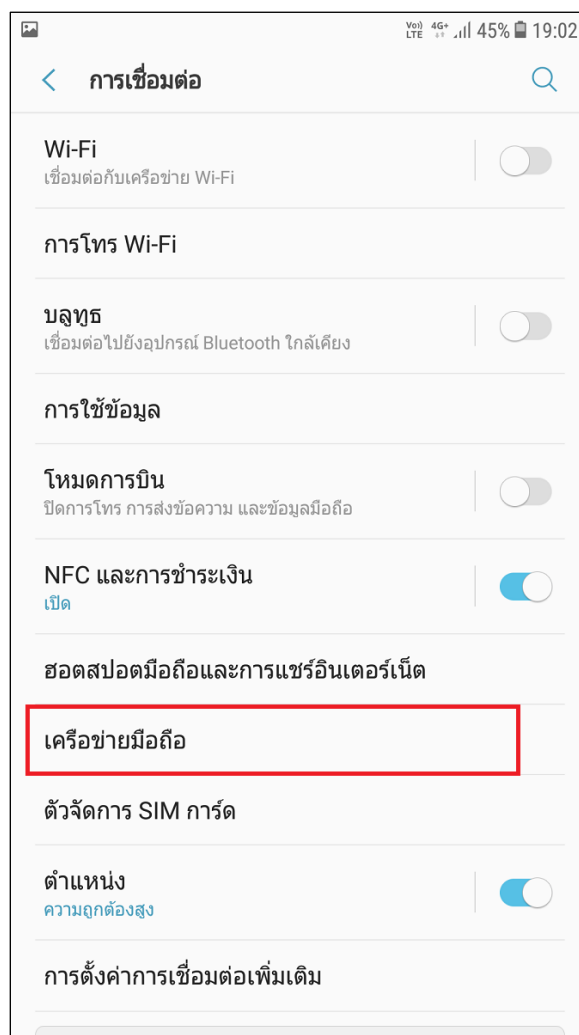 Vo)) LTE 4G+ 45% 19:02
การเชื่อมต่อ
Wi-Fi
เชื่อมต่อกับเครือข่าย Wi-Fi
การโทร Wi-Fi
บลูทูธ
เชื่อมต่อไปยังอุปกรณ์ Bluetooth ใกล้เคียง
การใช้ข้อมูล
โหมดการบิน
ปิดการโทร การส่งข้อความ และข้อมูลมือถือ
NFC และการชำระเงิน
เปิด
ฮอตสปอตมือถือและการแชร์อินเตอร์เน็ต
เครือข่ายมือถือ
ตัวจัดการ SIM การ์ด
ตำแหน่ง
ความถูกต้องสูง
การตั้งค่าการเชื่อมต่อเพิ่มเติม